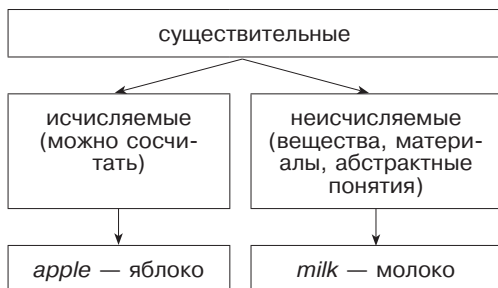 существительные
исчисляемые
(можно сосчи-
тать)
неисчисляемые
(вещества, матери-
алы, абстрактные
понятия)
apple — яблоко
milk — молоко